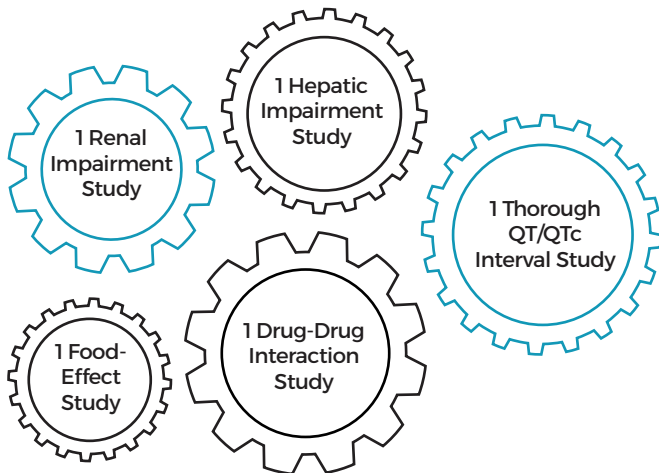 1 Renal
Impairment
Study
1 Hepatic
Impairment
Study
1 Thorough
QT/QTc
Interval Study
1 Food-
Effect
Study
1 Drug-Drug
Interaction
Study